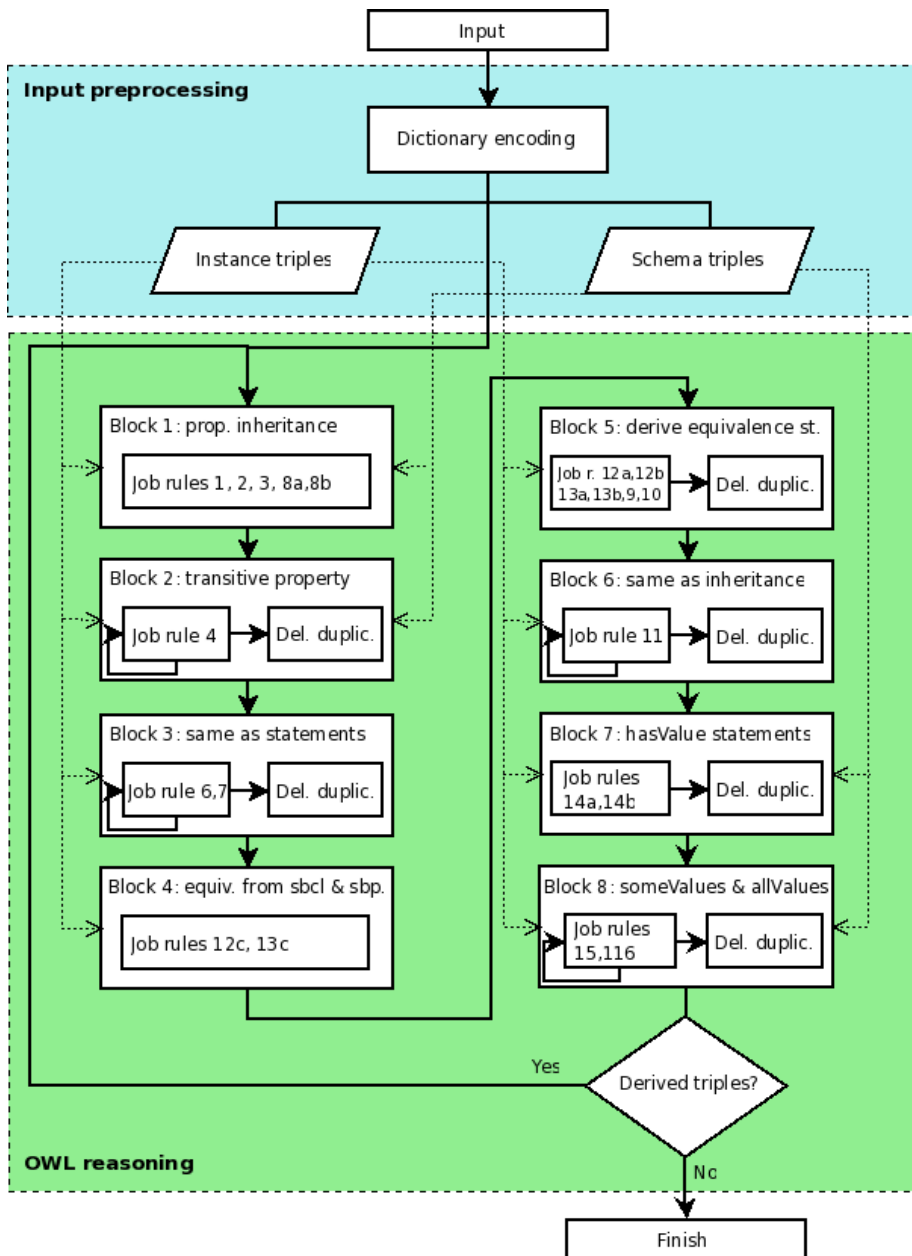 Input
Input preprocessing
Dictionary encoding
Instance triples
Schema triples
Block 1: prop. inheritance
Job rules 1, 2, 3, 8a,8b
Block 2: transitive property
Job rule 4
Del. duplic.
Block 3: same as statements
Job rule 6,7
Del. duplic.
Block 4: equiv. from sbcl & sbp.
Job rules 12c, 13c
Block 5: derive equivalence st.
Job r. 12a,12b
13a,13b,9,10
Del. duplic.
Block 6: same as inheritance
Job rule 11
Del. duplic.
Block 7: hasValue statements
Job rules
14a,14b
Del. duplic.
Block 8: someValues & allValues
Job rules
15,116
Del. duplic.
Yes
Derived triples?
OWL reasoning
No
Finish